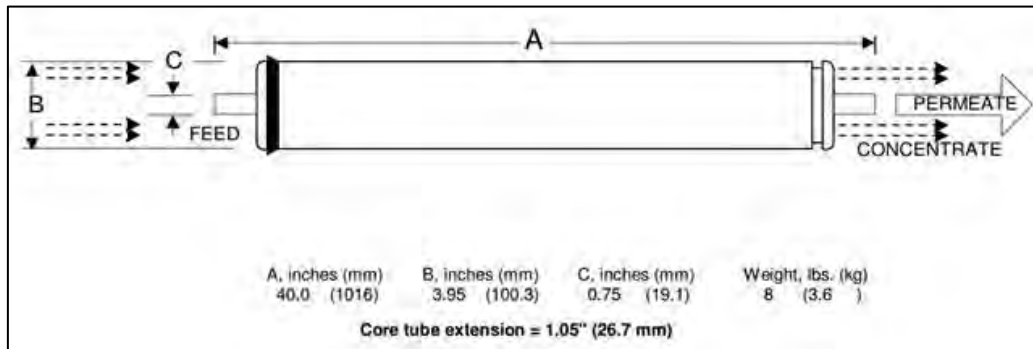 A
C
B
FEED
PERMEATE
CONCENTRATE
A, inches (mm) B, inches (mm) C, inches (mm) Weight, lbs. (kg)
40.0 (1016) 3.95 (100.3) 0.75 (19.1) 8 (3.6 )
Core tube extension = 1.05" (26.7 mm)